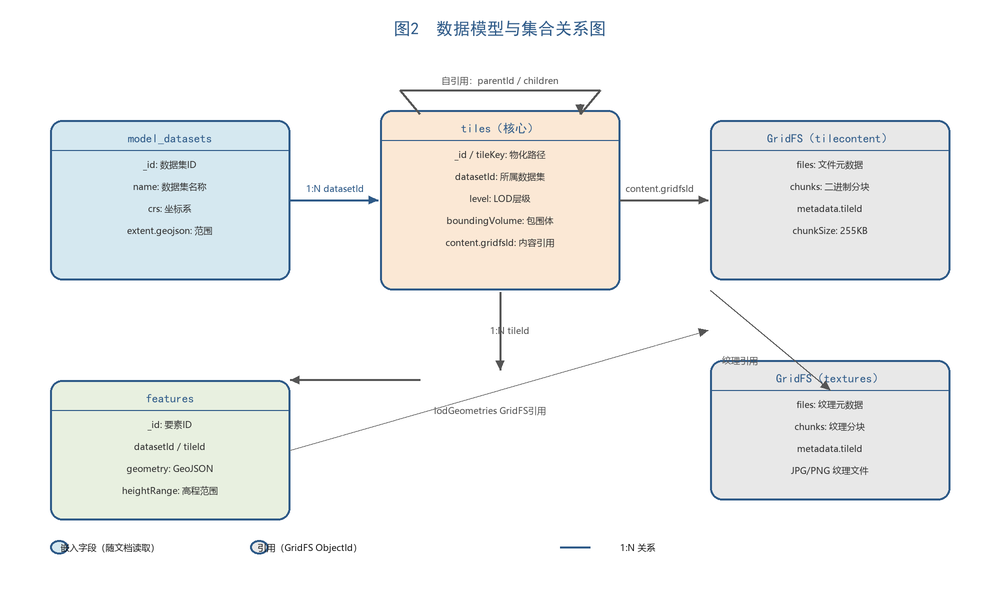 图2　数据模型与集合关系图
自引用：parentId / children
model_datasets
_id: 数据集ID
name: 数据集名称
crs: 坐标系
extent.geojson: 范围
1:N datasetId
tiles（核心）
_id / tileKey: 物化路径
datasetId: 所属数据集
level: LOD层级
boundingVolume: 包围体
content.gridfsId: 内容引用
content.gridfsId
GridFS（tilecontent）
files: 文件元数据
chunks: 二进制分块
metadata.tileId
chunkSize: 255KB
1:N tileId
纹理引用
features
_id: 要素ID
datasetId / tileId
geometry: GeoJSON
heightRange: 高程范围
lodGeometries GridFS引用
GridFS（textures）
files: 纹理元数据
chunks: 纹理分块
metadata.tileId
JPG/PNG 纹理文件
嵌入字段（随文档读取）
引用（GridFS ObjectId）
1:N 关系